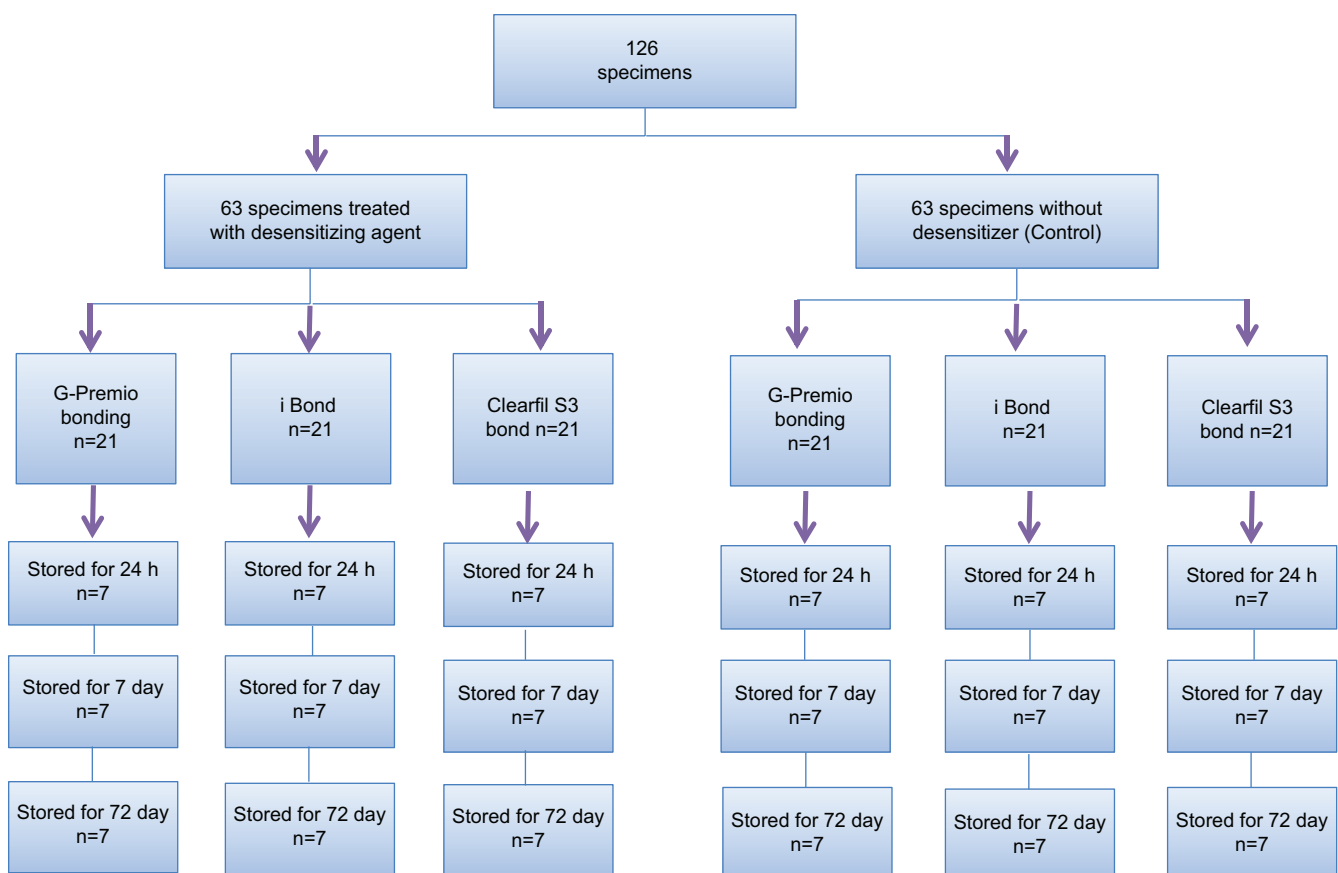 126
specimens
63 specimens treated
with desensitizing agent
63 specimens without
desensitizer (Control)
G-Premio
bonding
n=21
i Bond
n=21
Clearfil S3
bond n=21
G-Premio
bonding
n=21
i Bond
n=21
Clearfil S3
bond n=21
Stored for 24 h
n=7
Stored for 24 h
n=7
Stored for 24 h
n=7
Stored for 24 h
n=7
Stored for 24 h
n=7
Stored for 24 h
n=7
Stored for 7 day
n=7
Stored for 7 day
n=7
Stored for 7 day
n=7
Stored for 7 day
n=7
Stored for 7 day
n=7
Stored for 7 day
n=7
Stored for 72 day
n=7
Stored for 72 day
n=7
Stored for 72 day
n=7
Stored for 72 day
n=7
Stored for 72 day
n=7
Stored for 72 day
n=7